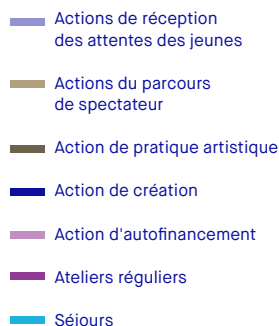 Actions de réception
des attentes des jeunes
Actions du parcours
de spectateur
Action de pratique artistique
Action de création
Action d'autofinancement
Ateliers réguliers
Séjours